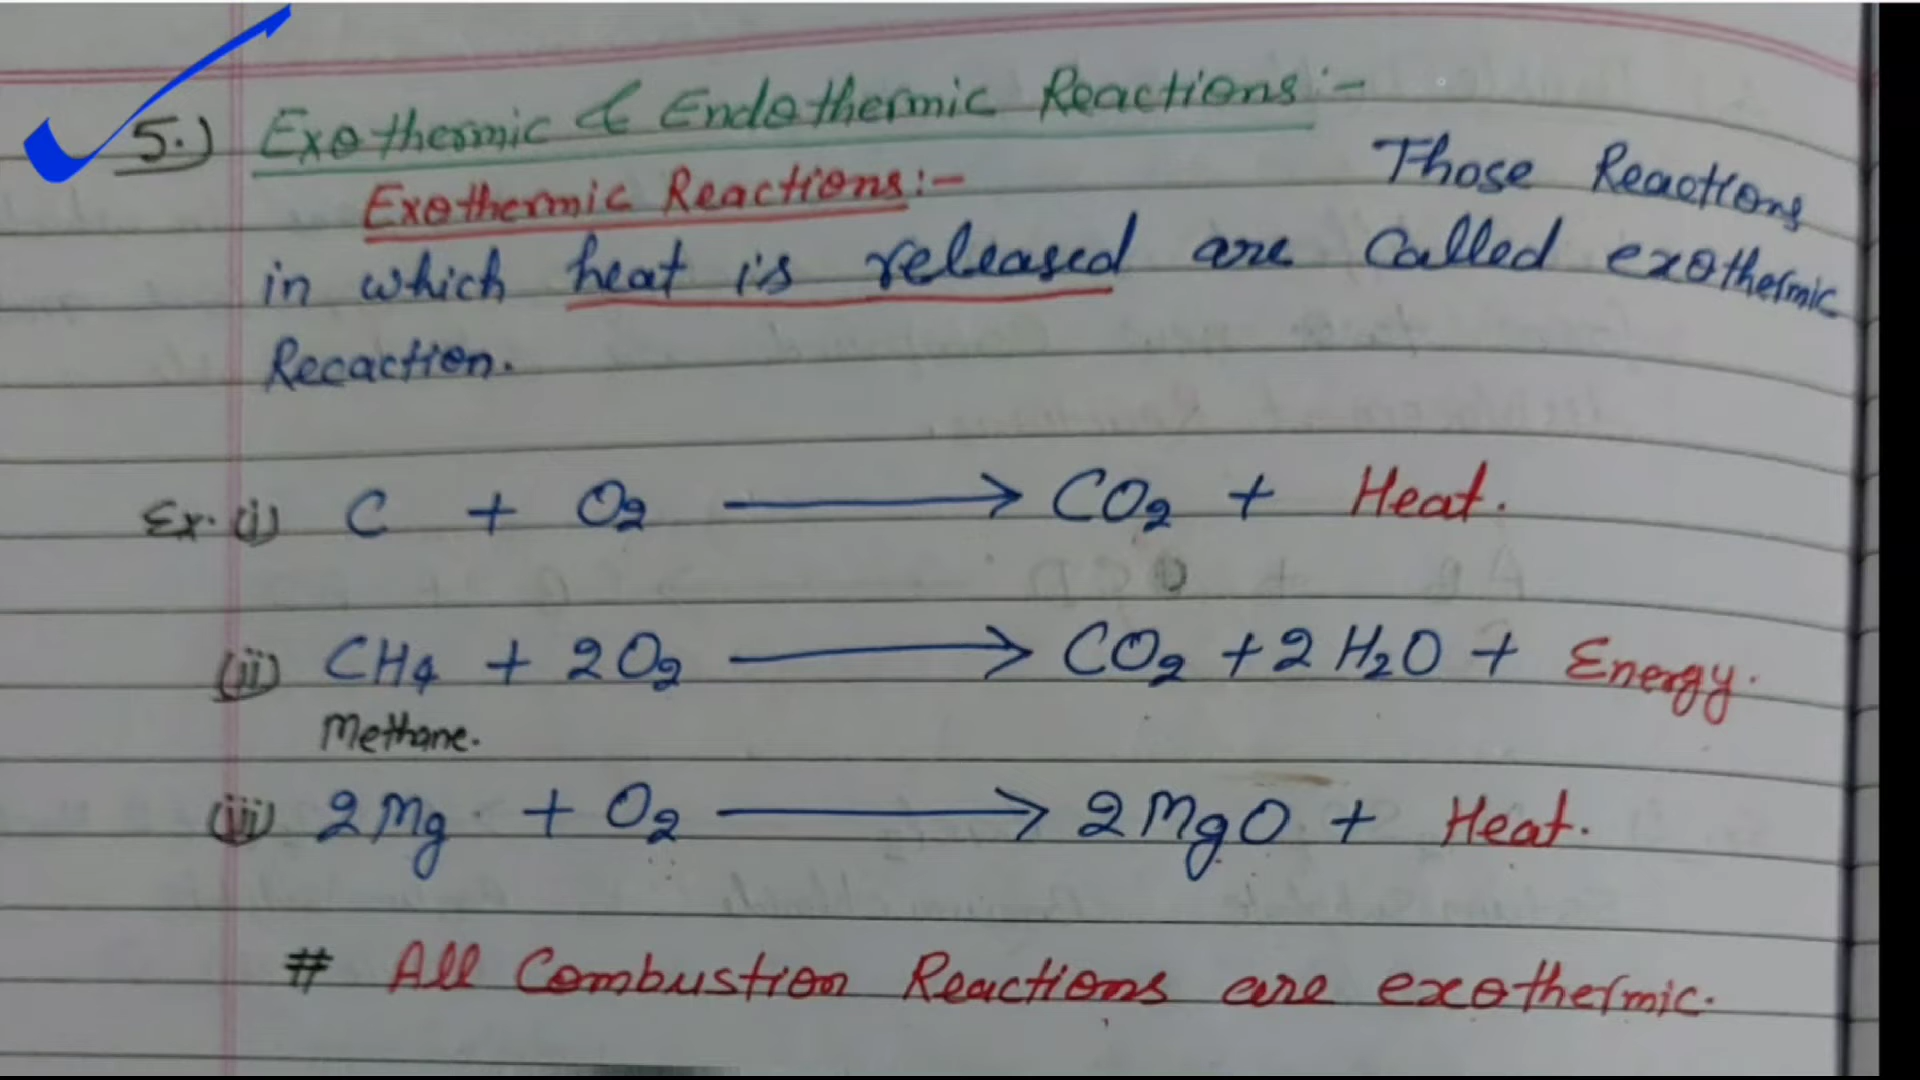 5.) Exothermic & Endothermic Reactions:-
Exothermic Reactions:- Those Reactions
in which heat is released are Called exothermic
Recaction.
Ex. (i) C + O2 ⟶ CO2 + Heat.
(ii) CH4 + 2O2 ⟶ CO2 + 2H2O + Energy.
Methane.
(iii) 2Mg + O2 ⟶ 2MgO + Heat.
# All Combustion Reactions are exothermic.